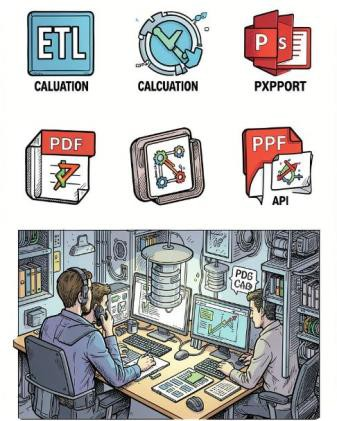 ETL
CALUATION
CALCUATION
Ps
PXPPORT
PDF
PPF
API
PDG
CAD